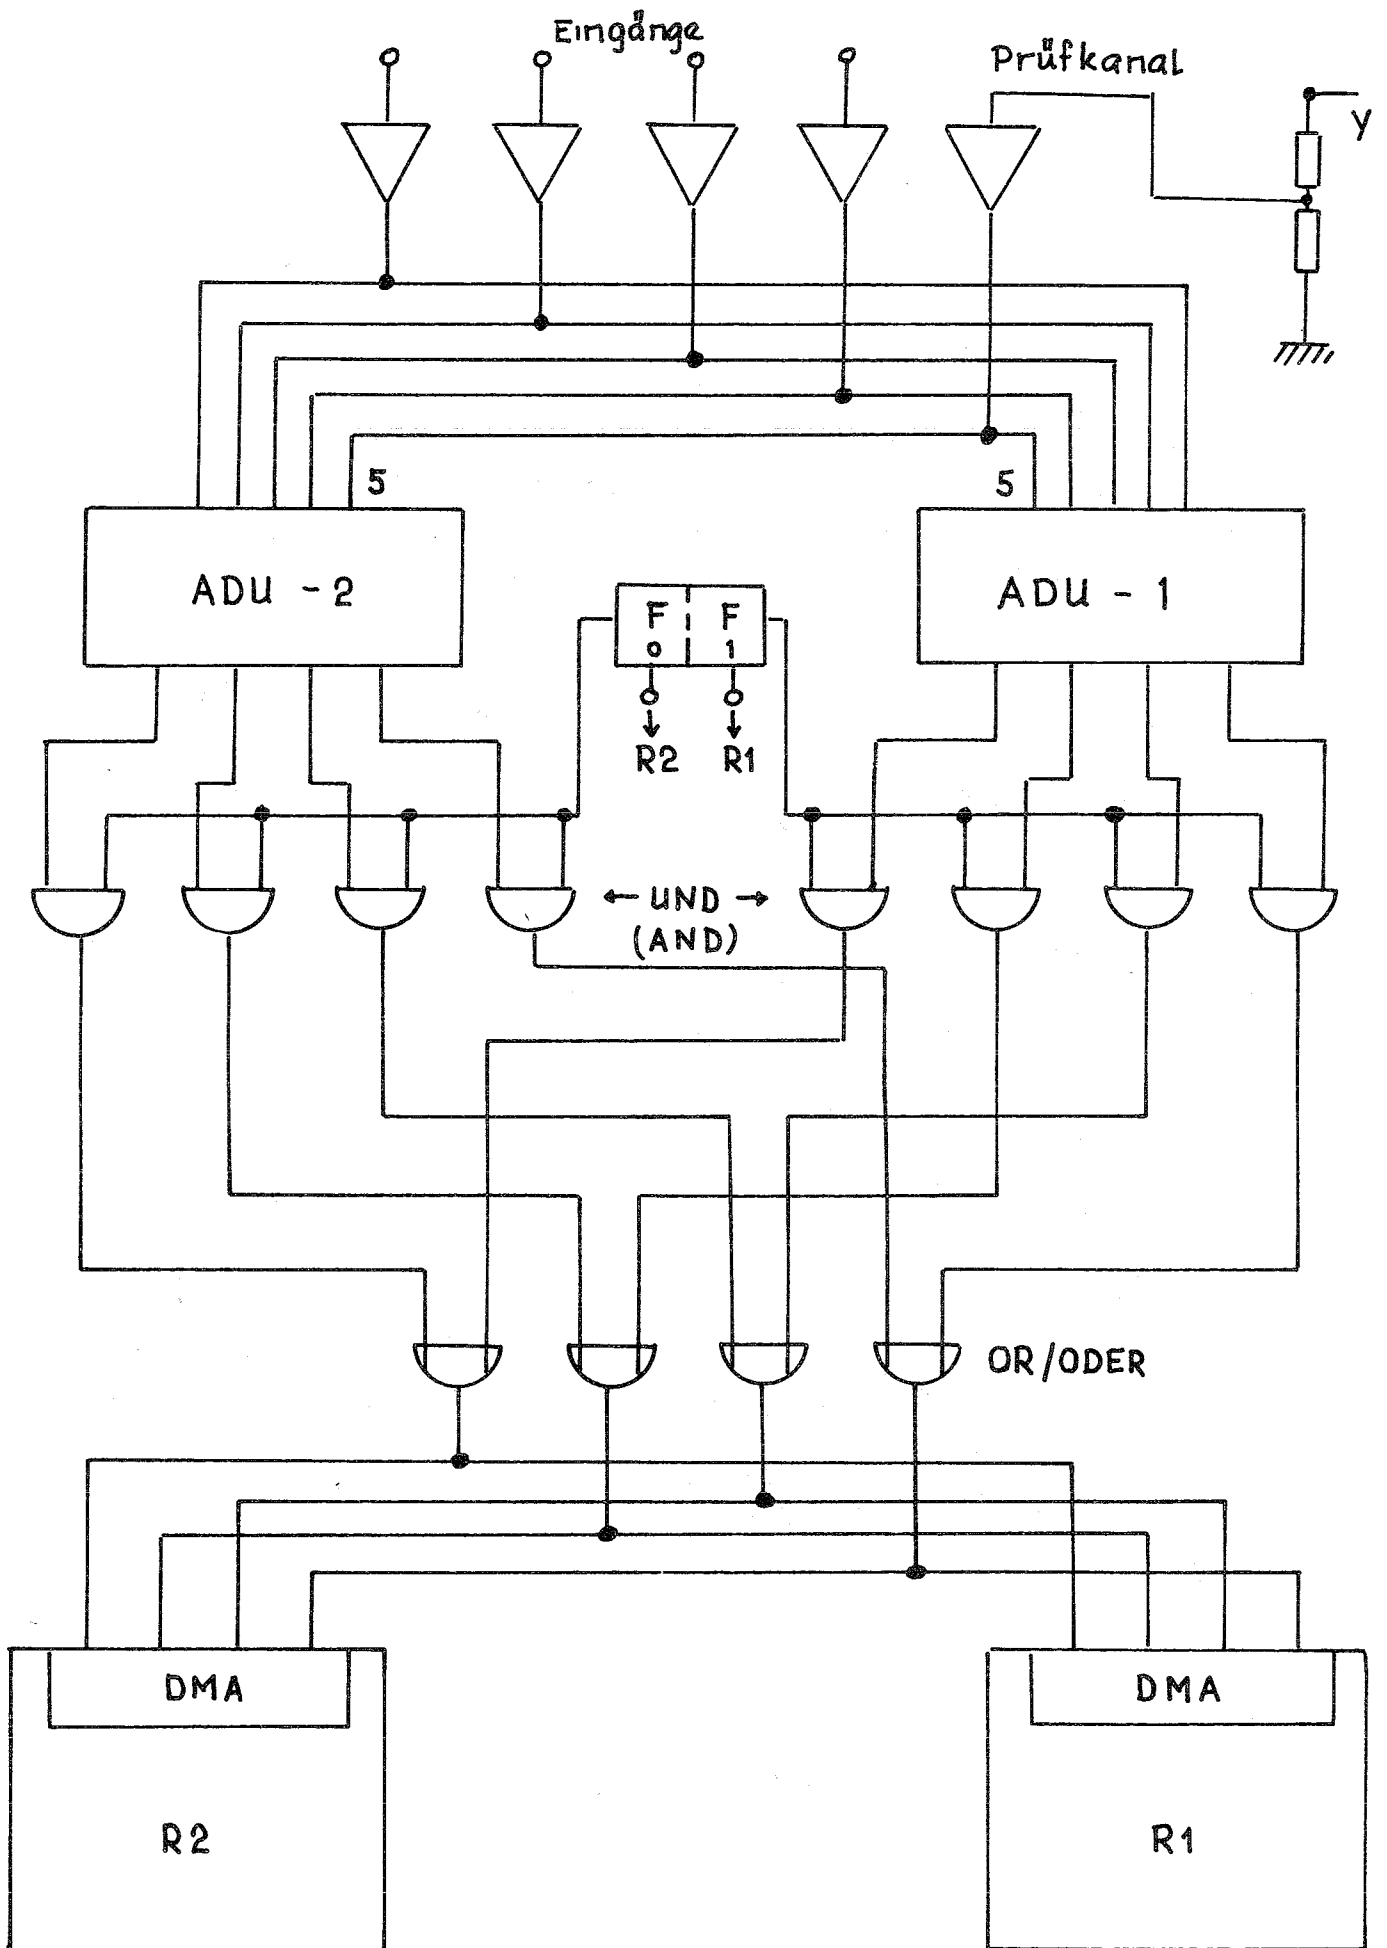 Eingänge
Prüfkanal
Y
5
5
ADU - 2
ADU - 1
F F
0 1
R2 R1
← UND →
(AND)
OR/ODER
DMA
DMA
R2
R1